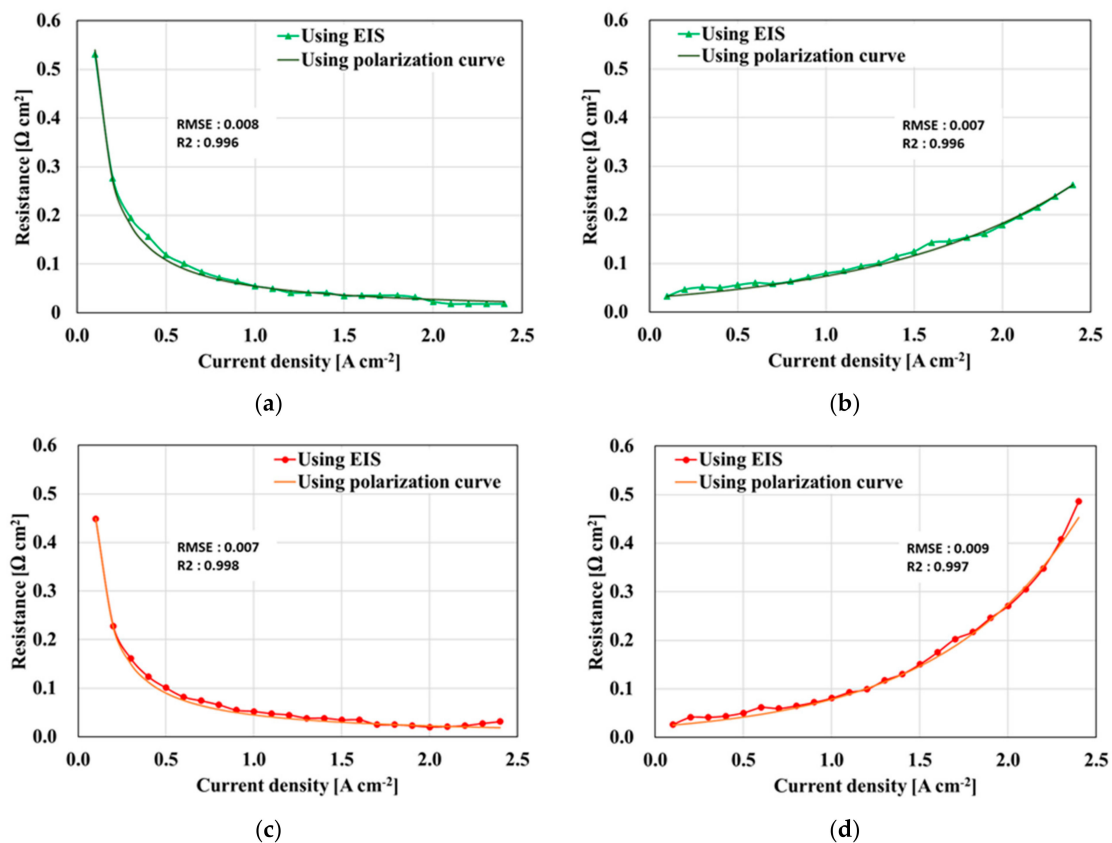 Using EIS
Using polarization curve
RMSE : 0.008
R2 : 0.996
Resistance [Ω cm²]
0.6
0.5
0.4
0.3
0.2
0.1
0.0
0.0 0.5 1.0 1.5 2.0 2.5
Current density [A cm⁻²]
(a)
Using EIS
Using polarization curve
RMSE : 0.007
R2 : 0.996
Resistance [Ω cm²]
0.6
0.5
0.4
0.3
0.2
0.1
0.0
0.0 0.5 1.0 1.5 2.0 2.5
Current density [A cm⁻²]
(b)
Using EIS
Using polarization curve
RMSE : 0.007
R2 : 0.998
Resistance [Ω cm²]
0.6
0.5
0.4
0.3
0.2
0.1
0.0
0.0 0.5 1.0 1.5 2.0 2.5
Current density [A cm⁻²]
(c)
Using EIS
Using polarization curve
RMSE : 0.009
R2 : 0.997
Resistance [Ω cm²]
0.6
0.5
0.4
0.3
0.2
0.1
0.0
0.0 0.5 1.0 1.5 2.0 2.5
Current density [A cm⁻²]
(d)